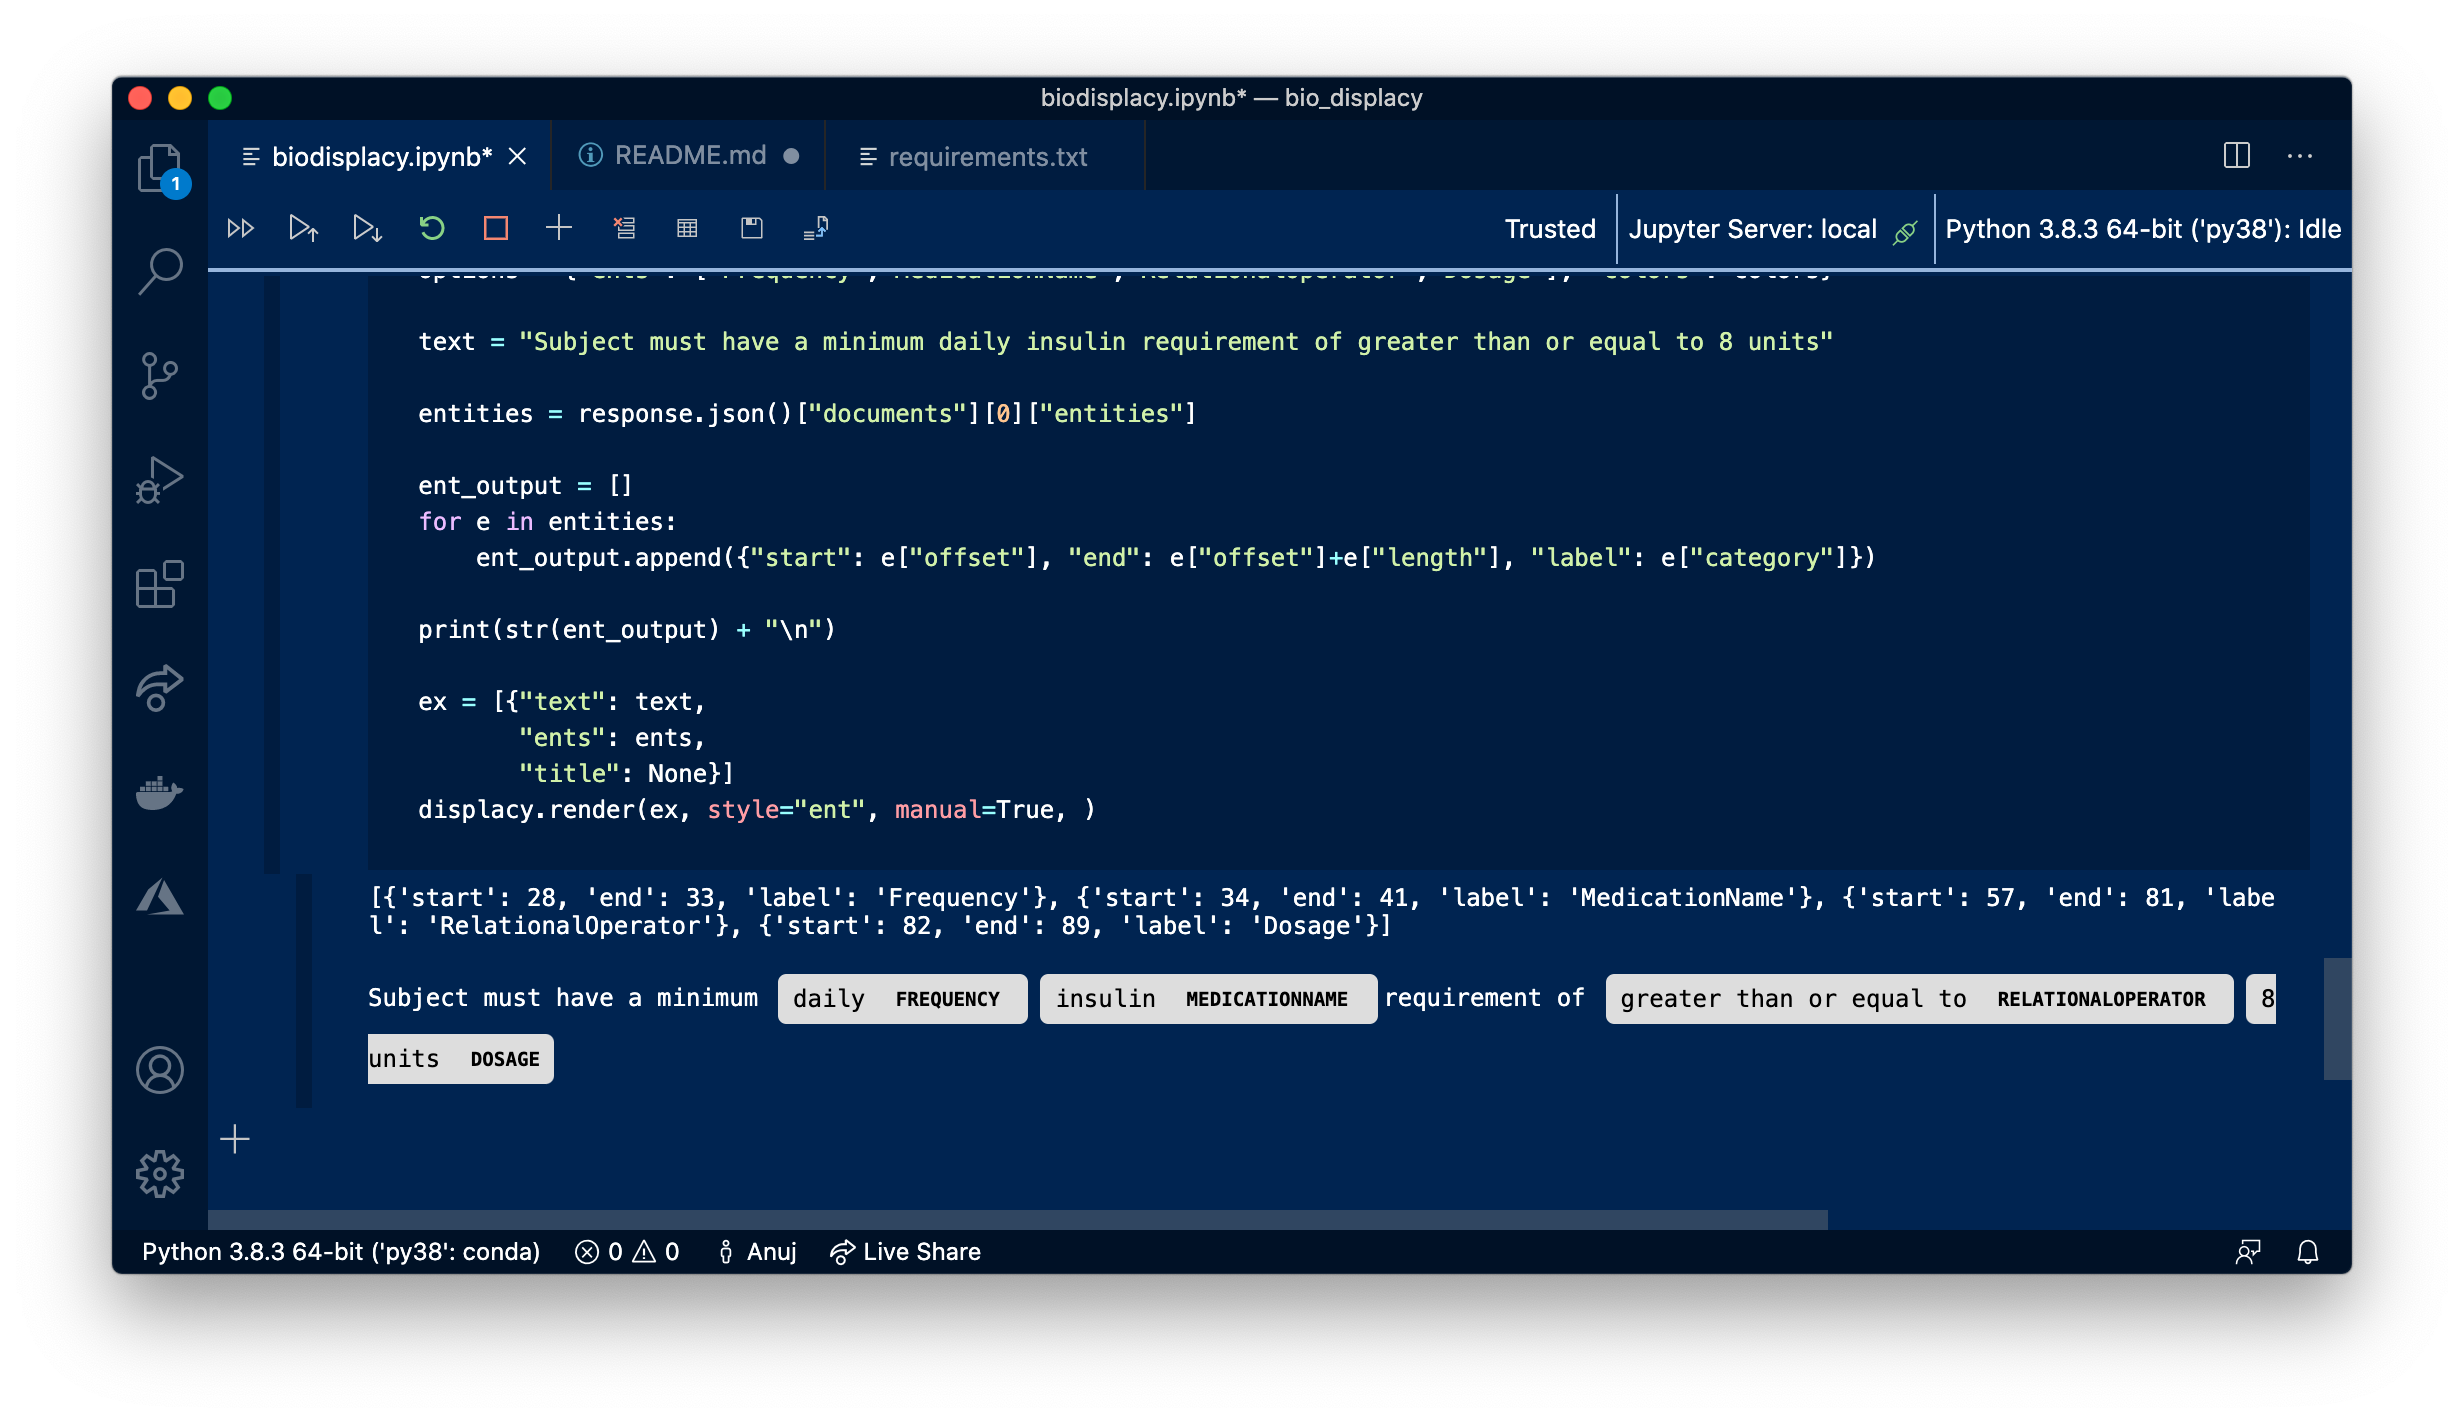 biodisplacy.ipynb* — bio_displacy
biodisplacy.ipynb*
README.md
requirements.txt
1
Trusted
Jupyter Server: local
Python 3.8.3 64-bit ('py38'): Idle
text = "Subject must have a minimum daily insulin requirement of greater than or equal to 8 units"
entities = response.json()["documents"][0]["entities"]
ent_output = []
for e in entities:
    ent_output.append({"start": e["offset"], "end": e["offset"]+e["length"], "label": e["category"]})
print(str(ent_output) + "\n")
ex = [{"text": text,
       "ents": ents,
       "title": None}]
displacy.render(ex, style="ent", manual=True, )
[{'start': 28, 'end': 33, 'label': 'Frequency'}, {'start': 34, 'end': 41, 'label': 'MedicationName'}, {'start': 57, 'end': 81, 'labe
l': 'RelationalOperator'}, {'start': 82, 'end': 89, 'label': 'Dosage'}]
Subject must have a minimum daily FREQUENCY insulin MEDICATIONNAME requirement of greater than or equal to RELATIONALOPERATOR 8
units DOSAGE
Python 3.8.3 64-bit ('py38': conda) 0 0 Anuj Live Share